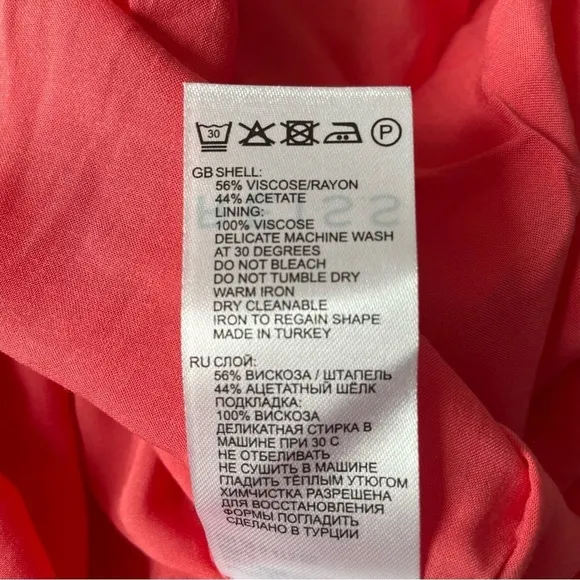 30
P
GB SHELL:
56% VISCOSE/RAYON
44% ACETATE
LINING:
100% VISCOSE
DELICATE MACHINE WASH
AT 30 DEGREES
DO NOT BLEACH
DO NOT TUMBLE DRY
WARM IRON
DRY CLEANABLE
IRON TO REGAIN SHAPE
MADE IN TURKEY
RU СЛОЙ:
56% ВИСКОЗА / ШТАПЕЛЬ
44% АЦЕТАТНЫЙ ШЁЛК
ПОДКЛАДКА:
100% ВИСКОЗА
ДЕЛИКАТНАЯ СТИРКА В
МАШИНЕ ПРИ 30 С
НЕ ОТБЕЛИВАТЬ
НЕ СУШИТЬ В МАШИНЕ
ГЛАДИТЬ ТЁПЛЫМ УТЮГОМ
ХИМЧИСТКА РАЗРЕШЕНА
ДЛЯ ВОССТАНОВЛЕНИЯ
ФОРМЫ ПОГЛАДИТЬ
СДЕЛАНО В ТУРЦИИ